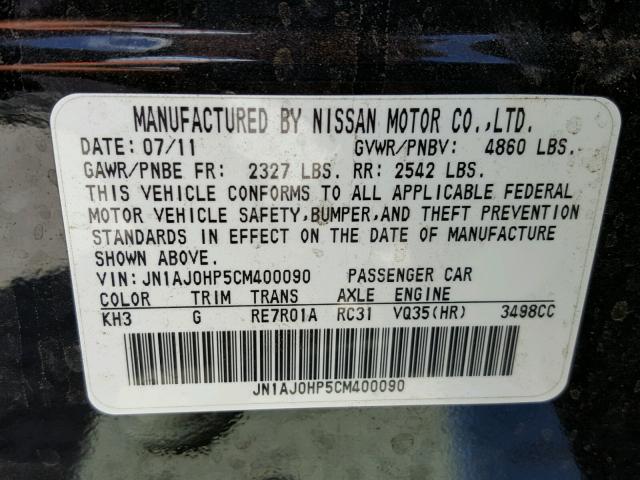 MANUFACTURED BY NISSAN MOTOR CO.,LTD.
DATE: 07/11 GVWR/PNBV: 4860 LBS.
GAWR/PNBE FR: 2327 LBS. RR: 2542 LBS.
THIS VEHICLE CONFORMS TO ALL APPLICABLE FEDERAL
MOTOR VEHICLE SAFETY,BUMPER,AND THEFT PREVENTION
STANDARDS IN EFFECT ON THE DATE OF MANUFACTURE
SHOWN ABOVE.
VIN: JN1AJ0HP5CM400090 PASSENGER CAR
COLOR TRIM TRANS AXLE ENGINE
KH3 G RE7R01A RC31 VQ35(HR) 3498CC
JN1AJ0HP5CM400090